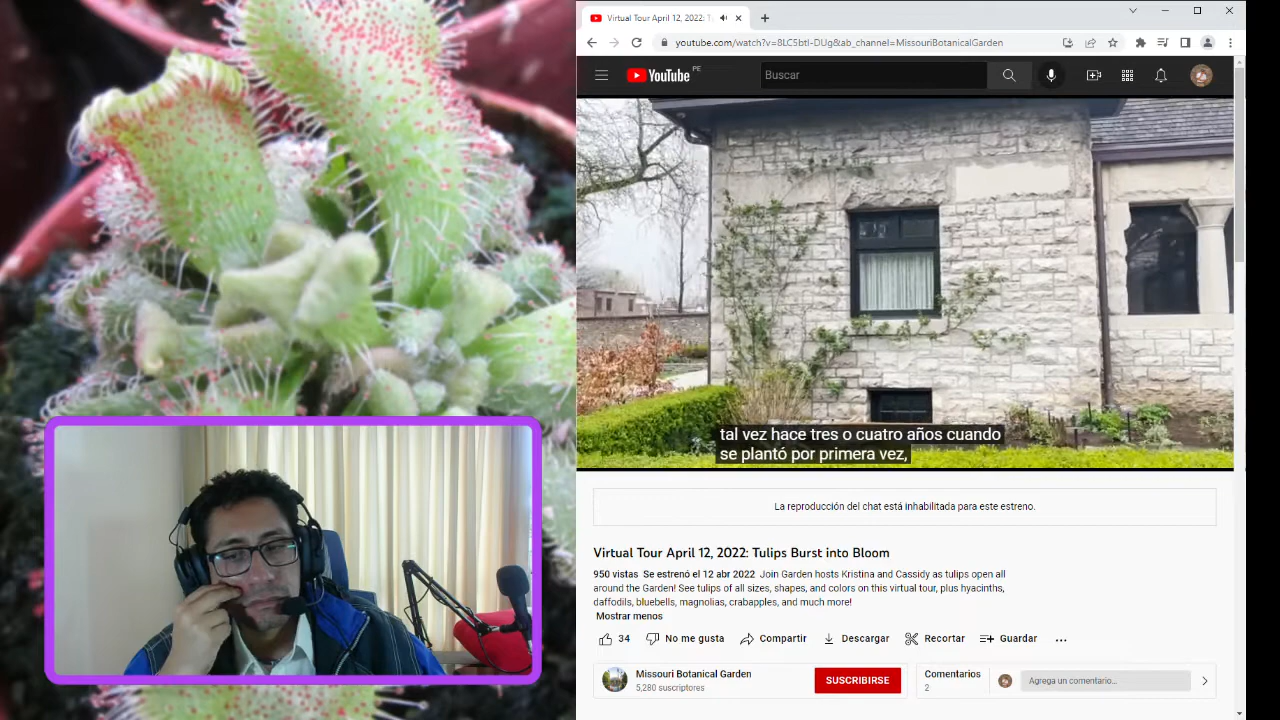 Virtual Tour April 12, 2022: T
youtube.com/watch?v=8LC5btI-DUg&ab_channel=MissouriBotanicalGarden
YouTube PE
Buscar
tal vez hace tres o cuatro años cuando
se plantó por primera vez,
La reproducción del chat está inhabilitada para este estreno.
Virtual Tour April 12, 2022: Tulips Burst into Bloom
950 vistas Se estrenó el 12 abr 2022 Join Garden hosts Kristina and Cassidy as tulips open all
around the Garden! See tulips of all sizes, shapes, and colors on this virtual tour, plus hyacinths,
daffodils, bluebells, magnolias, crabapples, and much more!
Mostrar menos
34 No me gusta Compartir Descargar Recortar Guardar ...
Missouri Botanical Garden
5,280 suscriptores
SUSCRIBIRSE
Comentarios
2
Agrega un comentario...